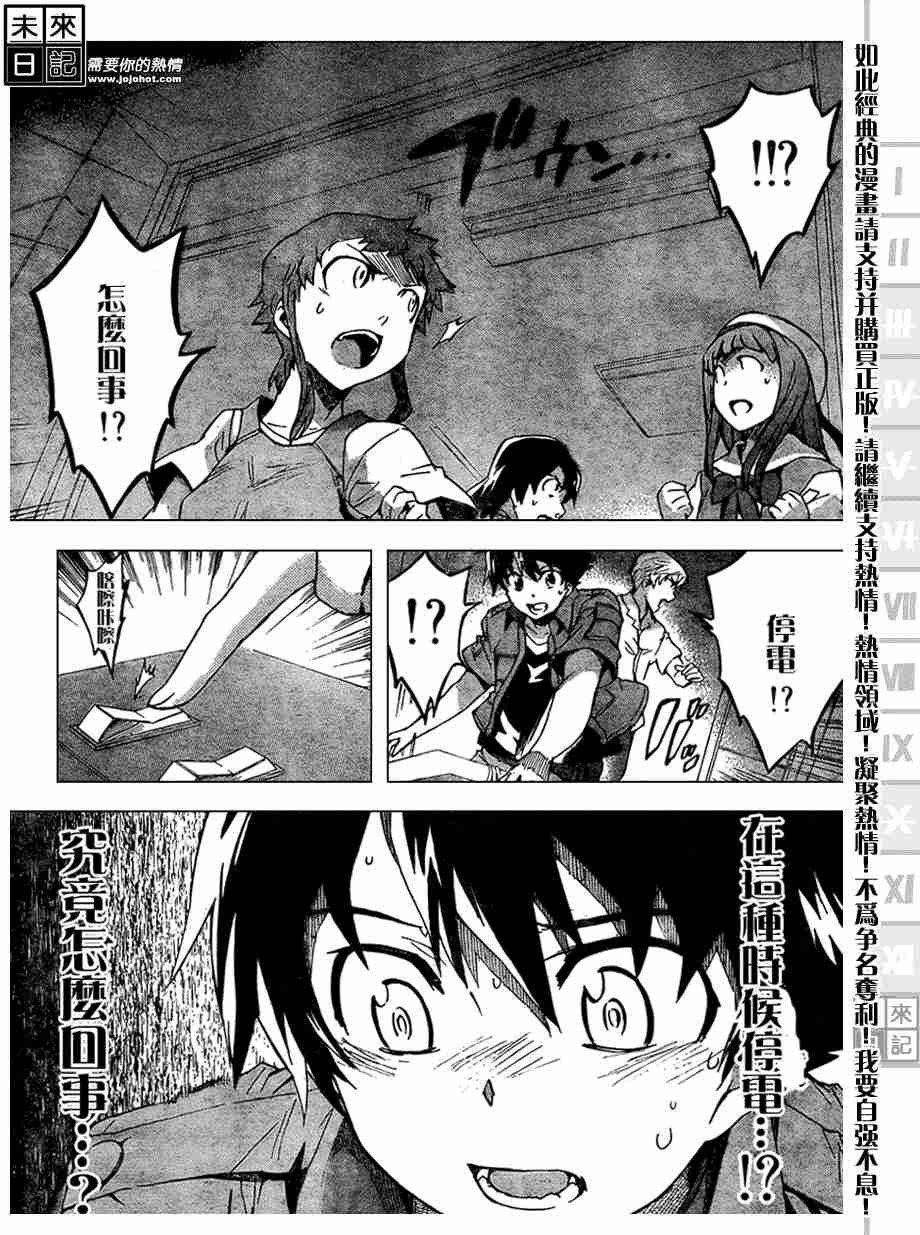 未來
日記
需要你的熱情
www.jojohot.com
ブゥン…
!!?
怎麼回事!?
停電!?
!?
喀嚓咔嚓
在這種時候停電…!?
究竟怎麼回事…?
如此經典的漫畫請支持并購買正版！請繼續支持熱情！熱情領域！凝聚熱情！不爲争名奪利！我要自强不息！
I
II
III
IV
V
VI
VII
VIII
IX
X
XI
XII
來
記